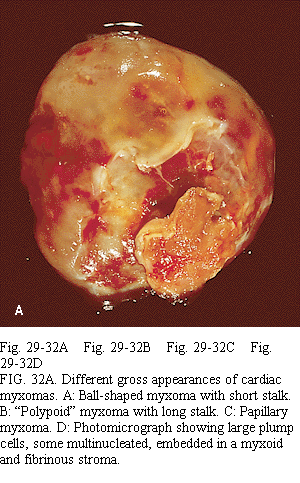 A
Fig. 29-32A    Fig. 29-32B    Fig. 29-32C    Fig.
29-32D
FIG. 32A. Different gross appearances of cardiac
myxomas. A: Ball-shaped myxoma with short stalk.
B: “Polypoid” myxoma with long stalk. C: Papillary
myxoma. D: Photomicrograph showing large plump
cells, some multinucleated, embedded in a myxoid
and fibrinous stroma.